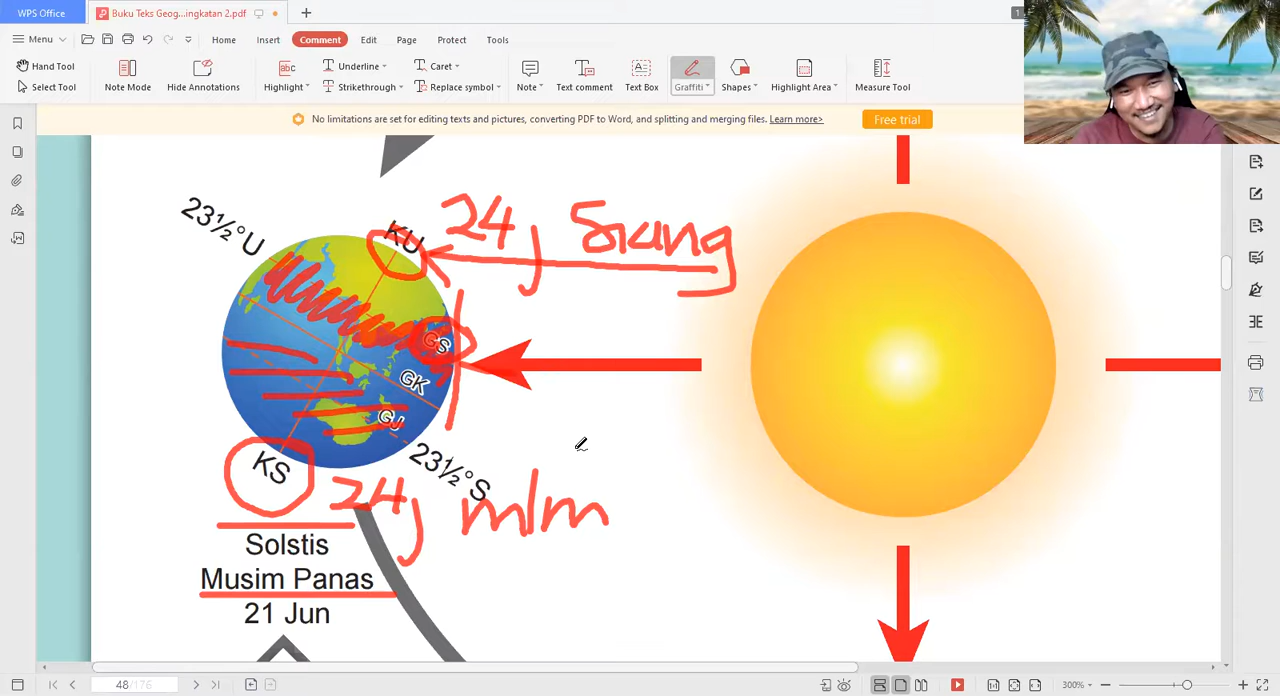 WPS Office
Buku Teks Geog...ingkatan 2.pdf
1
Menu
Home
Insert
Comment
Edit
Page
Protect
Tools
Hand Tool
Select Tool
Note Mode
Hide Annotations
Highlight
Underline
Strikethrough
Caret
Replace symbol
Note
Text comment
Text Box
Graffiti
Shapes
Highlight Area
Measure Tool
No limitations are set for editing texts and pictures, converting PDF to Word, and splitting and merging files. Learn more>
Free trial
23½°U
KU
24 j Siang
GS
GK
GJ
23½°S
KS
24 j mlm
Solstis
Musim Panas
21 Jun
48/176
300%